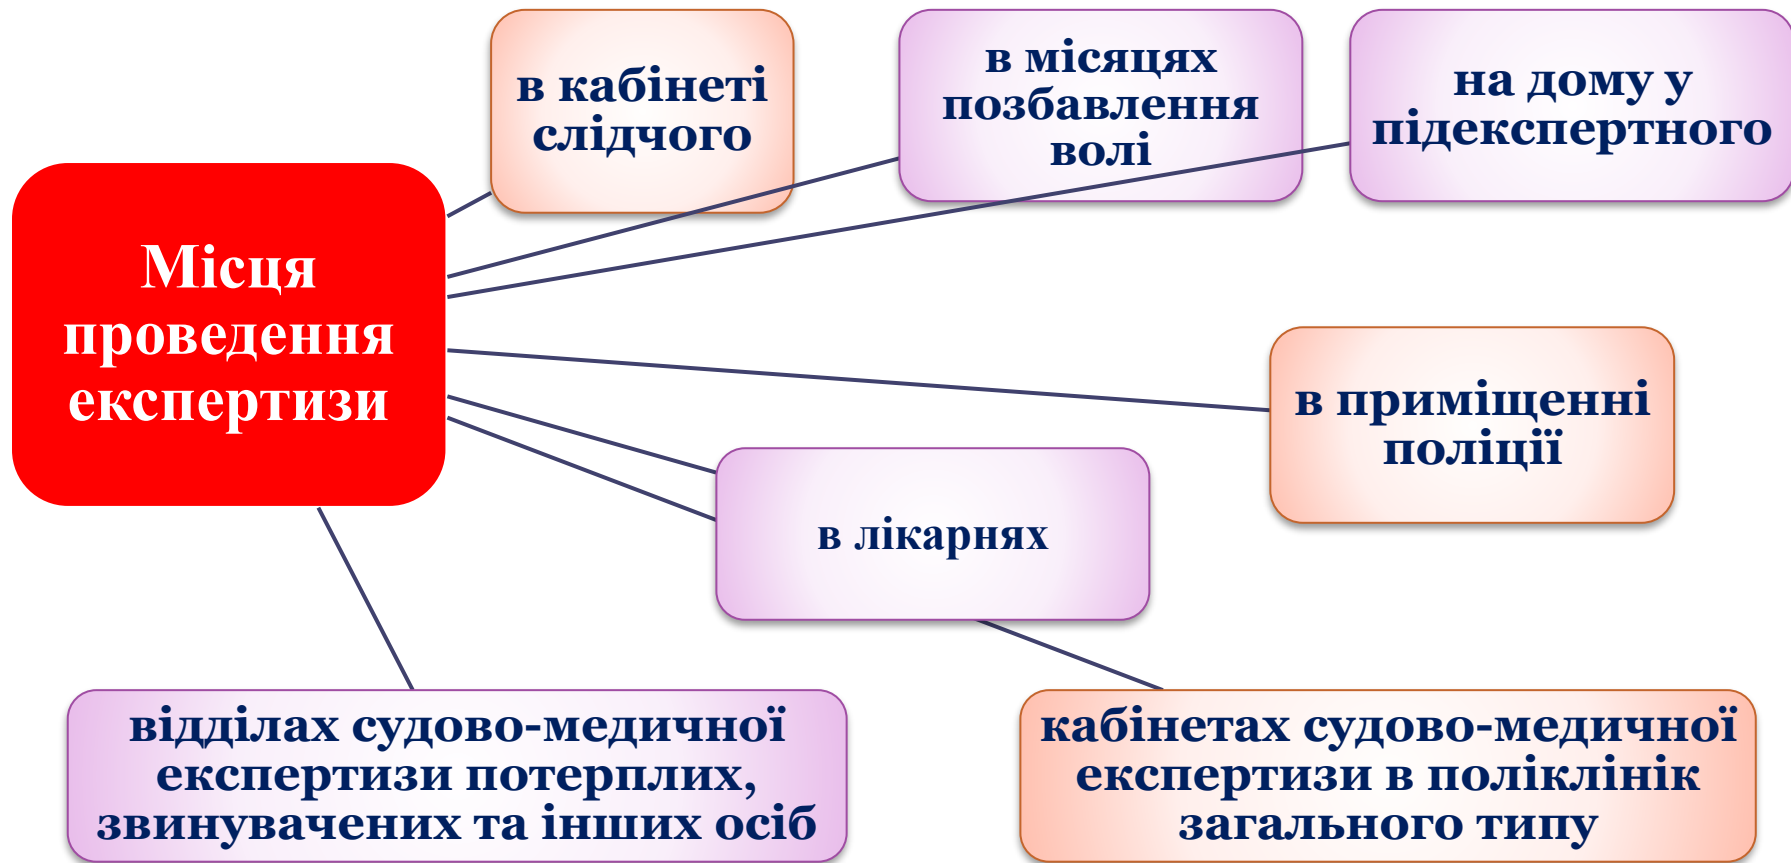 Місця
проведення
експертизи
в кабінеті
слідчого
в місяцях
позбавлення
волі
на дому у
підекспертного
в приміщенні
поліції
в лікарнях
відділах судово-медичної
експертизи потерплих,
звинувачених та інших осіб
кабінетах судово-медичної
експертизи в поліклінік
загального типу